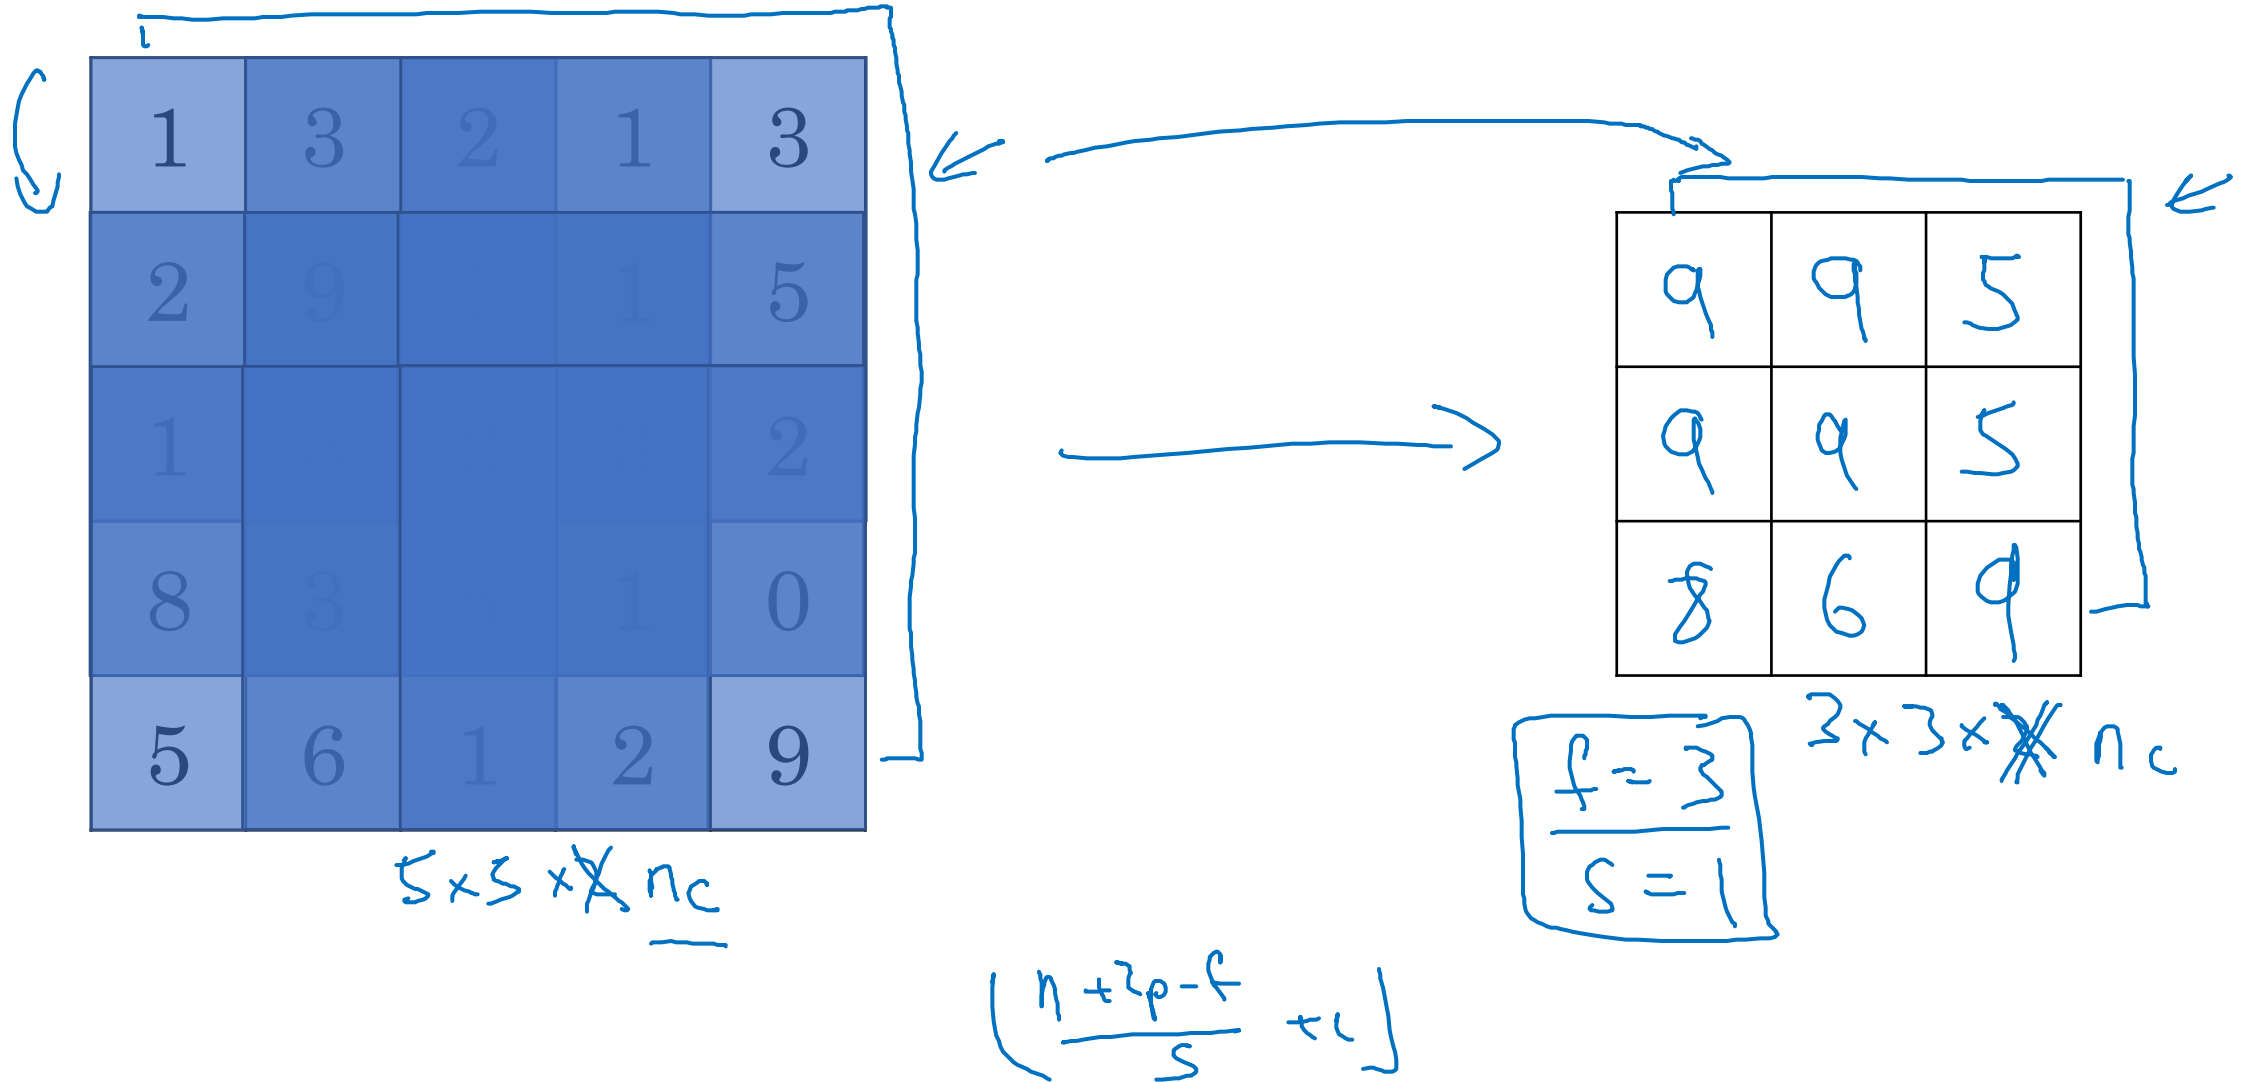 1 3 2 1 3
2 9 1 1 5
1 3 2 3 2
8 3 5 1 0
5 6 1 2 9
5 x 5 x n_c
9 9 5
9 9 5
8 6 9
3 x 3 x n_c
f = 3
s = 1
n + 2p - f
s
+ 1